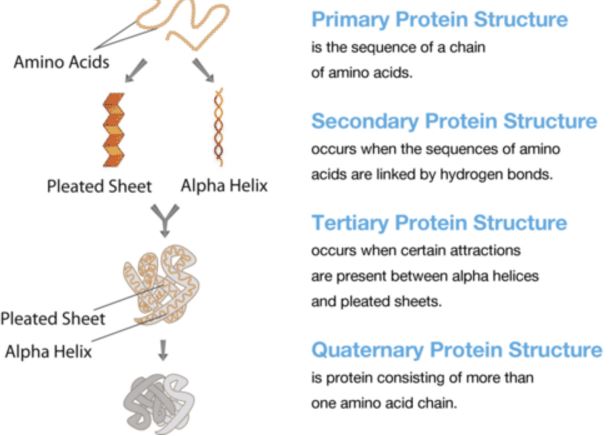 Amino Acids
Pleated Sheet
Alpha Helix
Pleated Sheet
Alpha Helix
Primary Protein Structure
is the sequence of a chain
of amino acids.
Secondary Protein Structure
occurs when the sequences of amino
acids are linked by hydrogen bonds.
Tertiary Protein Structure
occurs when certain attractions
are present between alpha helices
and pleated sheets.
Quaternary Protein Structure
is protein consisting of more than
one amino acid chain.